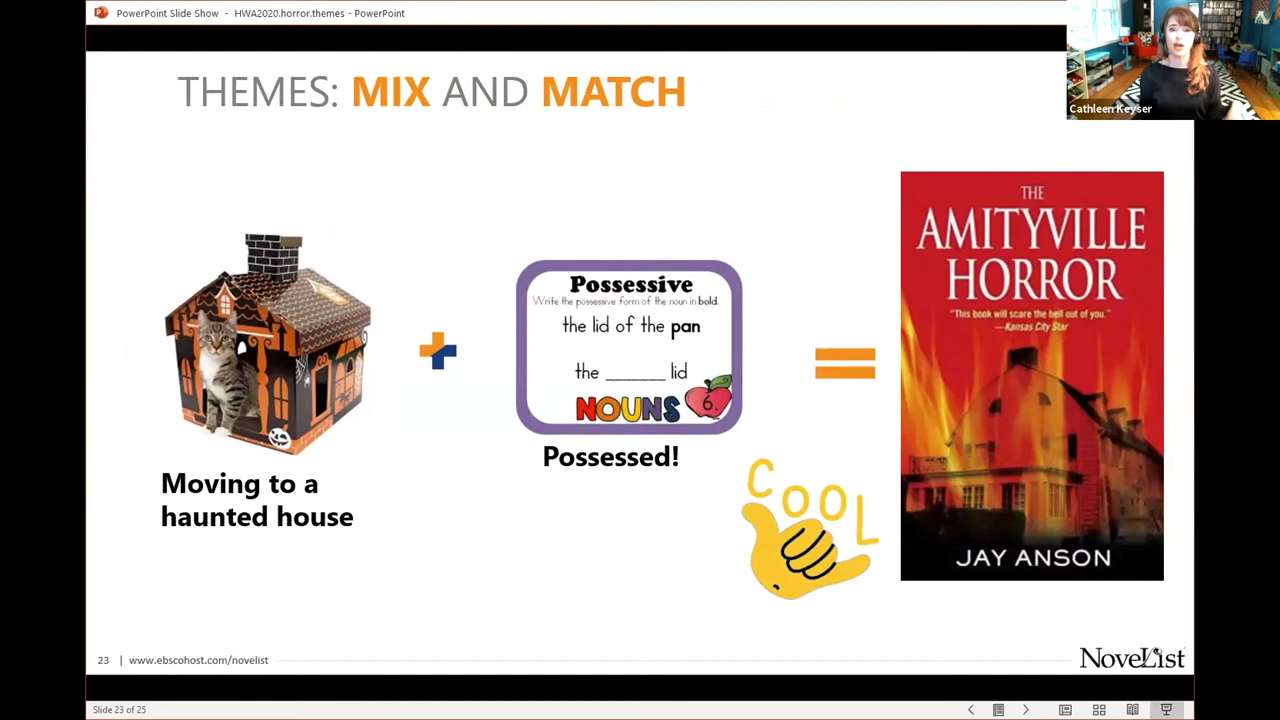 PowerPoint Slide Show - HWA2020.horror.themes - PowerPoint
Cathleen Keyser
THEMES: MIX AND MATCH
Moving to a
haunted house
Possessive
Write the possessive form of the noun in bold.
the lid of the pan
the ______ lid
NOUNS
6.
Possessed!
COOL
THE
AMITYVILLE
HORROR
"This book will scare the hell out of you."
—Kansas City Star
JAY ANSON
23 | www.ebscohost.com/novelist
NoveList
Slide 23 of 25